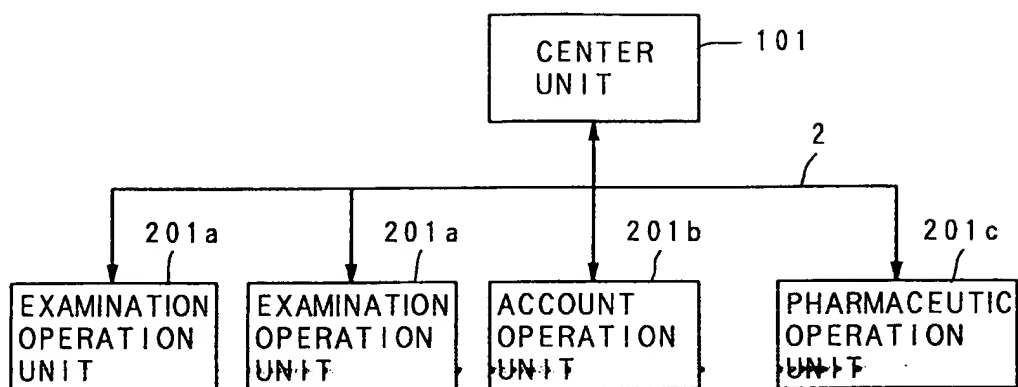 CENTER
UNIT
101
2
201a
201a
201b
201c
EXAMINATION
OPERATION
UNIT
EXAMINATION
OPERATION
UNIT
ACCOUNT
OPERATION
UNIT
PHARMACEUTIC
OPERATION
UNIT